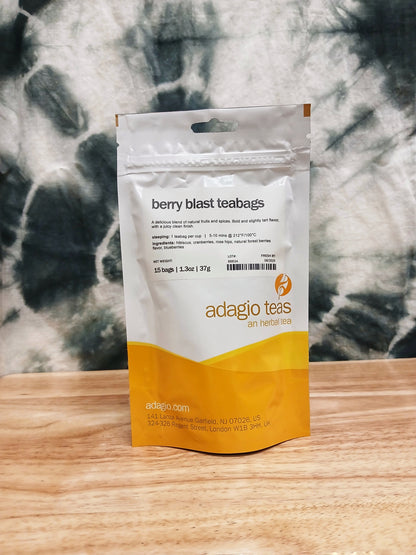 berry blast teabags
A delicious blend of natural fruits and spices. Bold and slightly tart flavor,
with a juicy clean finish.
steeping: 1 teabag per cup | 5-10 mins @ 212°F/100°C
ingredients: hibiscus, cranberries, rose hips, natural forest berries
flavor, blueberries
NET WEIGHT:
LOT#:
FRESH BY
15 bags | 1.3oz | 37g
adagio teas
an herbal tea
adagio.com
141 Lanza Avenue Garfield, NJ 07026, US
324-326 Regent Street, London W1B 3HH, UK